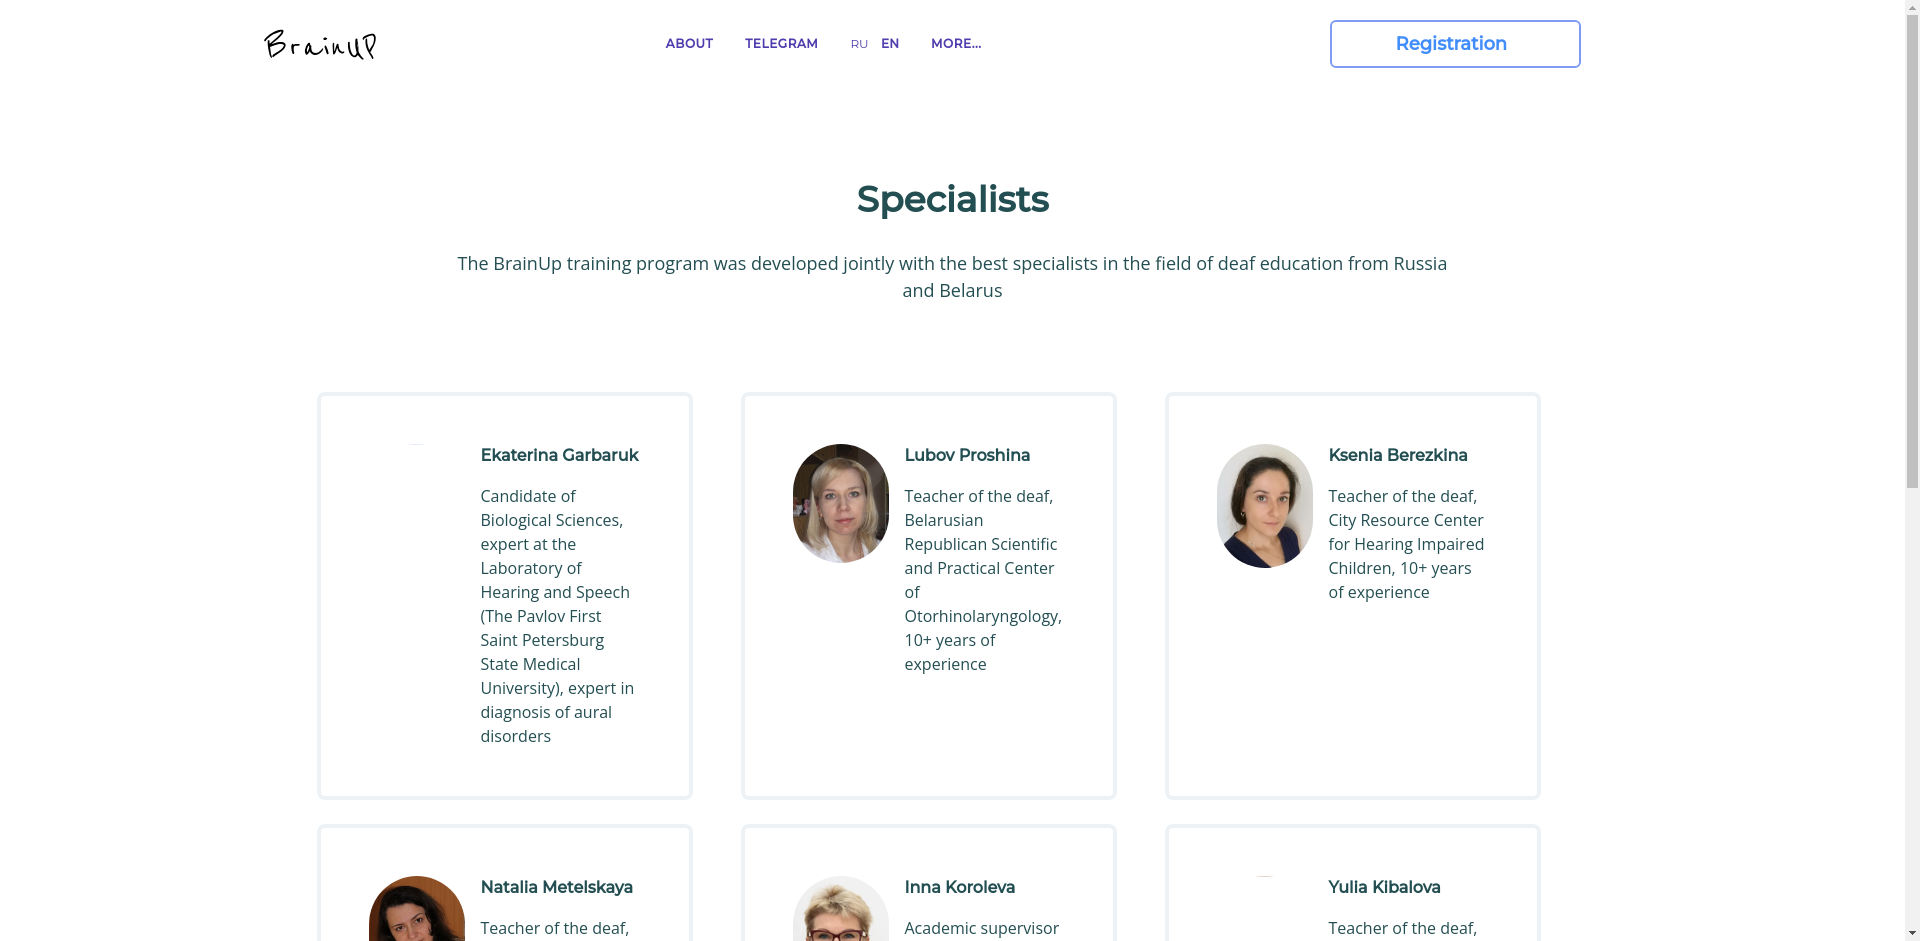 BrainUP
ABOUT
TELEGRAM
RU
EN
MORE...
Registration
Specialists
The BrainUp training program was developed jointly with the best specialists in the field of deaf education from Russia
and Belarus
Ekaterina Garbaruk
Candidate of
Biological Sciences,
expert at the
Laboratory of
Hearing and Speech
(The Pavlov First
Saint Petersburg
State Medical
University), expert in
diagnosis of aural
disorders
Lubov Proshina
Teacher of the deaf,
Belarusian
Republican Scientific
and Practical Center
of
Otorhinolaryngology,
10+ years of
experience
Ksenia Berezkina
Teacher of the deaf,
City Resource Center
for Hearing Impaired
Children, 10+ years
of experience
Natalia Metelskaya
Teacher of the deaf,
Inna Koroleva
Academic supervisor
Yulia Kibalova
Teacher of the deaf,